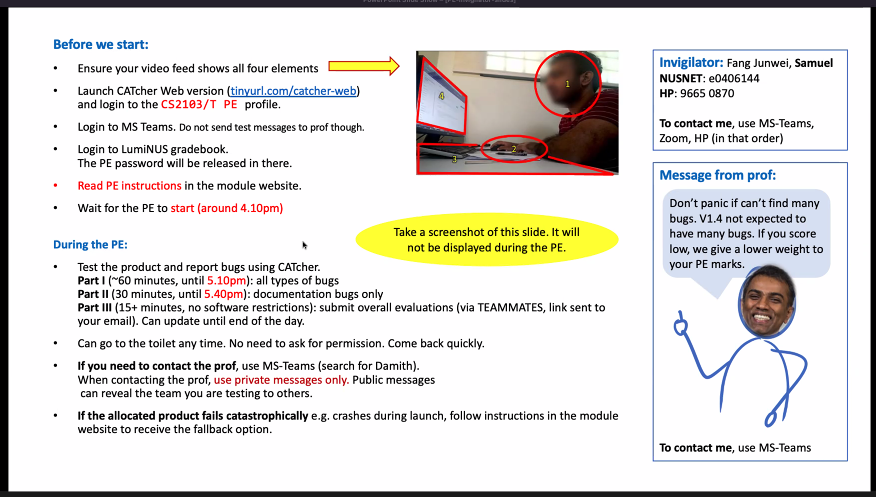 Before we start:
• Ensure your video feed shows all four elements
• Launch CATcher Web version (tinyurl.com/catcher-web)
and login to the CS2103/T PE profile.
• Login to MS Teams. Do not send test messages to prof though.
• Login to LumiNUS gradebook.
The PE password will be released in there.
• Read PE instructions in the module website.
• Wait for the PE to start (around 4.10pm)
1
2
3
4
Take a screenshot of this slide. It will
not be displayed during the PE.
During the PE:
• Test the product and report bugs using CATcher.
Part I (~60 minutes, until 5.10pm): all types of bugs
Part II (30 minutes, until 5.40pm): documentation bugs only
Part III (15+ minutes, no software restrictions): submit overall evaluations (via TEAMMATES, link sent to
your email). Can update until end of the day.
• Can go to the toilet any time. No need to ask for permission. Come back quickly.
• If you need to contact the prof, use MS-Teams (search for Damith).
When contacting the prof, use private messages only. Public messages
can reveal the team you are testing to others.
• If the allocated product fails catastrophically e.g. crashes during launch, follow instructions in the module
website to receive the fallback option.
Invigilator: Fang Junwei, Samuel
NUSNET: e0406144
HP: 9665 0870
To contact me, use MS-Teams,
Zoom, HP (in that order)
Message from prof:
Don't panic if can't find many
bugs. V1.4 not expected to
have many bugs. If you score
low, we give a lower weight to
your PE marks.
To contact me, use MS-Teams